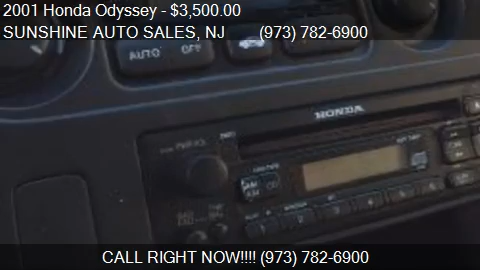 2001 Honda Odyssey - $3,500.00
SUNSHINE AUTO SALES, NJ (973) 782-6900
AUTO OFF
HONDA
CALL RIGHT NOW!!!! (973) 782-6900